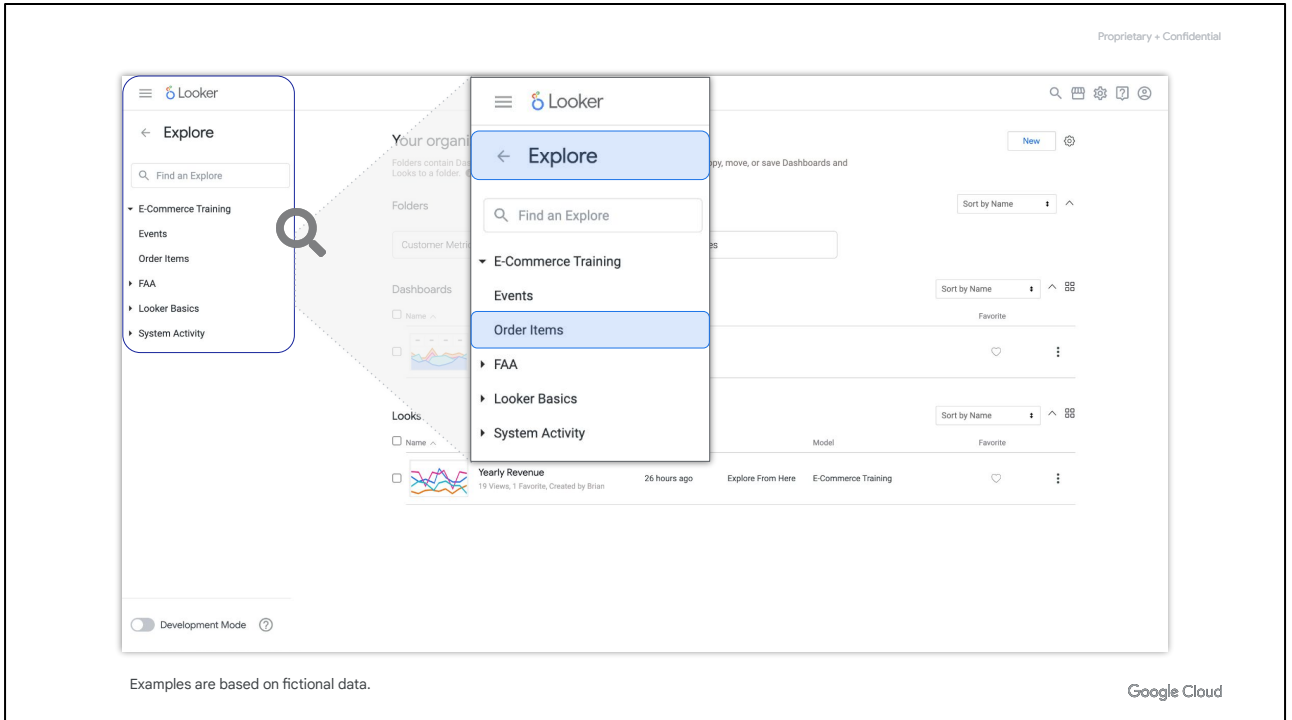 Proprietary + Confidential
Looker
Explore
Find an Explore
E-Commerce Training
Events
Order Items
FAA
Looker Basics
System Activity
Development Mode
Looker
Explore
Find an Explore
E-Commerce Training
Events
Order Items
FAA
Looker Basics
System Activity
Your organi
New
Folders contain Das
opy, move, or save Dashboards and
Looks to a folder.
Folders
Sort by Name
Customer Metric
es
Dashboards
Sort by Name
Name
Favorite
Looks
Sort by Name
Name
Model
Favorite
Yearly Revenue
19 Views, 1 Favorite, Created by Brian
26 hours ago
Explore From Here
E-Commerce Training
Examples are based on fictional data.
Google Cloud